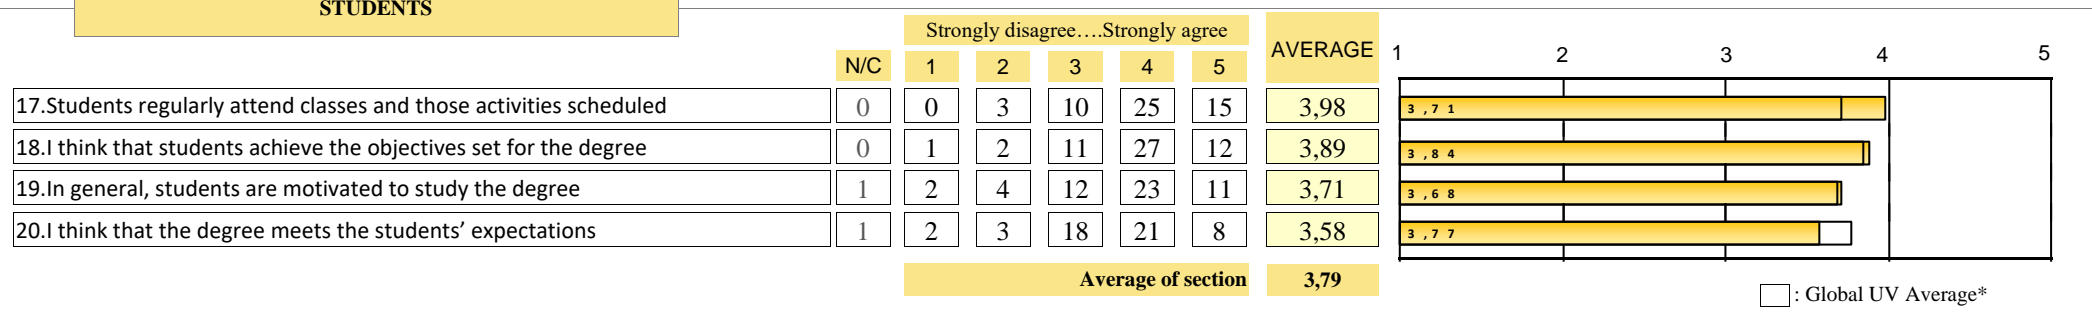 STUDENTS
Strongly disagree….Strongly agree
AVERAGE
N/C 1 2 3 4 5
1 2 3 4 5
17.Students regularly attend classes and those activities scheduled 0 0 3 10 25 15 3,98 3,71
18.I think that students achieve the objectives set for the degree 0 1 2 11 27 12 3,89 3,84
19.In general, students are motivated to study the degree 1 2 4 12 23 11 3,71 3,68
20.I think that the degree meets the students’ expectations 1 2 3 18 21 8 3,58 3,77
Average of section 3,79
: Global UV Average*